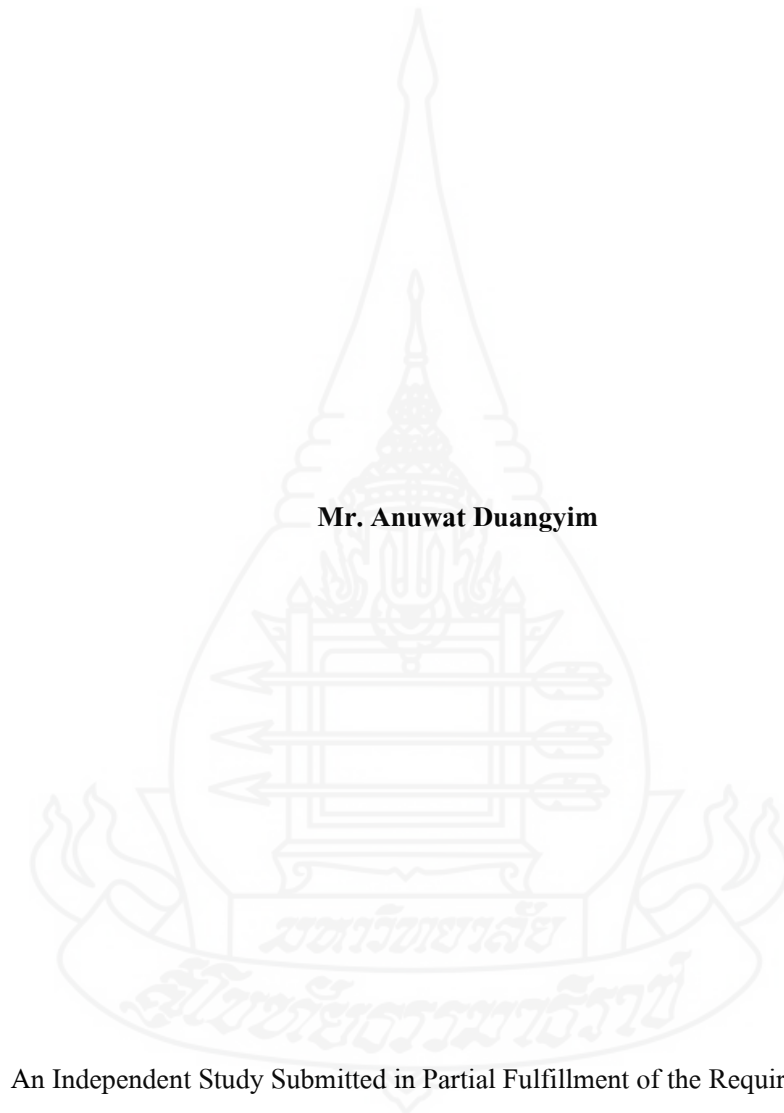 Mr. Anuwat Duangyim
มหาวิทยาลัย
สุโขทัยธรรมาธิราช
An Independent Study Submitted in Partial Fulfillment of the Requir